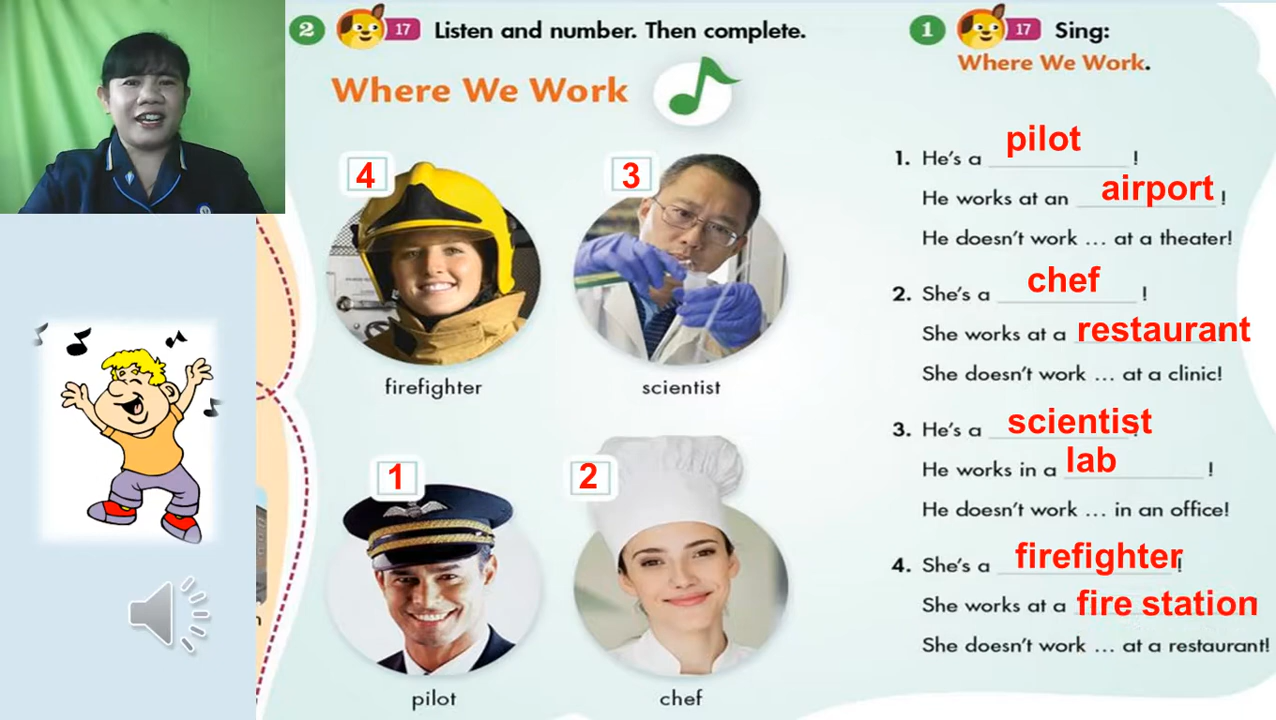 2 17 Listen and number. Then complete.
Where We Work
4
firefighter
3
scientist
1
pilot
2
chef
1 17 Sing:
Where We Work.
1. He's a pilot!
He works at an airport!
He doesn't work ... at a theater!
2. She's a chef!
She works at a restaurant
She doesn't work ... at a clinic!
3. He's a scientist!
He works in a lab!
He doesn't work ... in an office!
4. She's a firefighter!
She works at a fire station
She doesn't work ... at a restaurant!